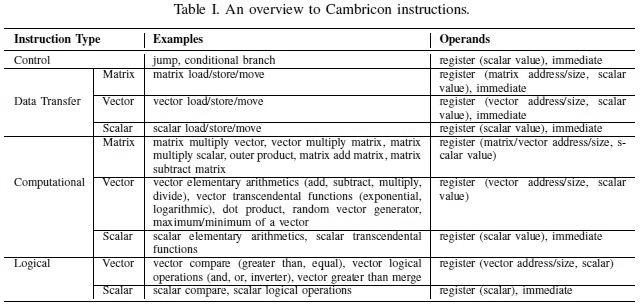 Table I. An overview to Cambricon instructions.
Instruction Type Examples Operands
Control jump, conditional branch register (scalar value), immediate
Data Transfer Matrix matrix load/store/move register (matrix address/size, scalar
value), immediate
Vector vector load/store/move register (vector address/size, scalar
value), immediate
Scalar scalar load/store/move register (scalar value), immediate
Computational Matrix matrix multiply vector, vector multiply matrix, matrix register (matrix/vector address/size, s-
multiply scalar, outer product, matrix add matrix, matrix calar value)
subtract matrix
Vector vector elementary arithmetics (add, subtract, multiply, register (vector address/size, scalar
divide), vector transcendental functions (exponential, value)
logarithmic), dot product, random vector generator,
maximum/minimum of a vector
Scalar scalar elementary arithmetics, scalar transcendental register (scalar value), immediate
functions
Logical Vector vector compare (greater than, equal), vector logical register (vector address/size, scalar)
operations (and, or, inverter), vector greater than merge
Scalar scalar compare, scalar logical operations register (scalar), immediate